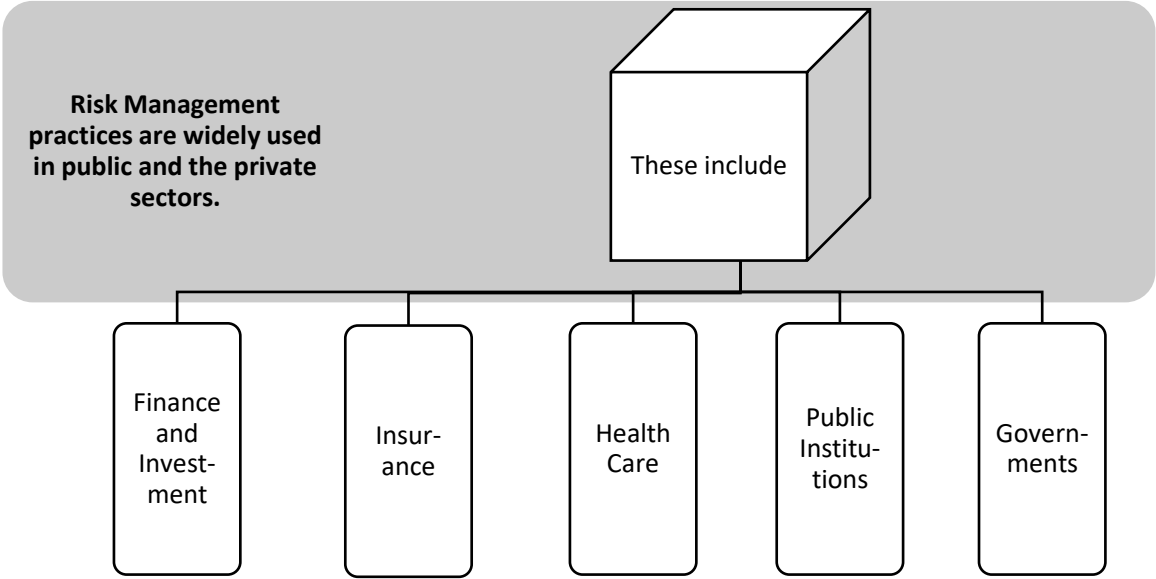 Risk Management
practices are widely used
in public and the private
sectors.
These include
Finance
and
Invest-
ment
Insur-
ance
Health
Care
Public
Institu-
tions
Govern-
ments